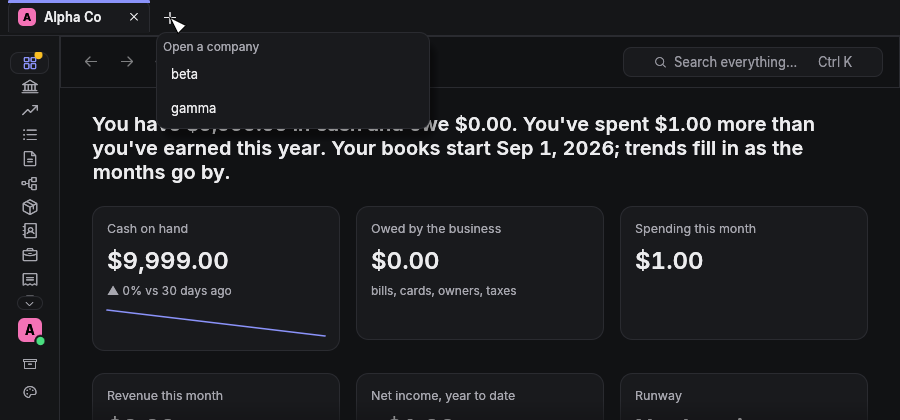 A Alpha Co
Open a company
beta
gamma
Search everything... Ctrl K
You have in cash and owe $0.00. You've spent $1.00 more than
you've earned this year. Your books start Sep 1, 2026; trends fill in as the
months go by.
Cash on hand
$9,999.00
▲ 0% vs 30 days ago
Owed by the business
$0.00
bills, cards, owners, taxes
Spending this month
$1.00
A
Revenue this month
Net income, year to date
Runway